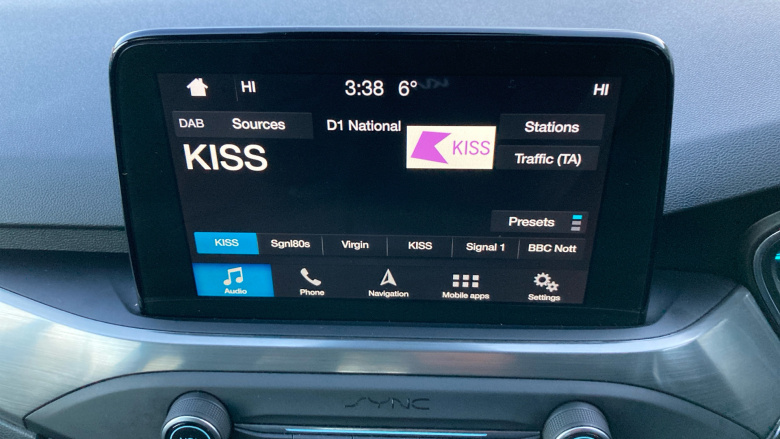 HI 3:38 6° HI
DAB Sources D1 National KISS Stations
KISS Traffic (TA)
Presets
KISS Sgnl80s Virgin KISS Signal 1 BBC Nott
Audio Phone Navigation Mobile apps Settings
SYNC
VOL